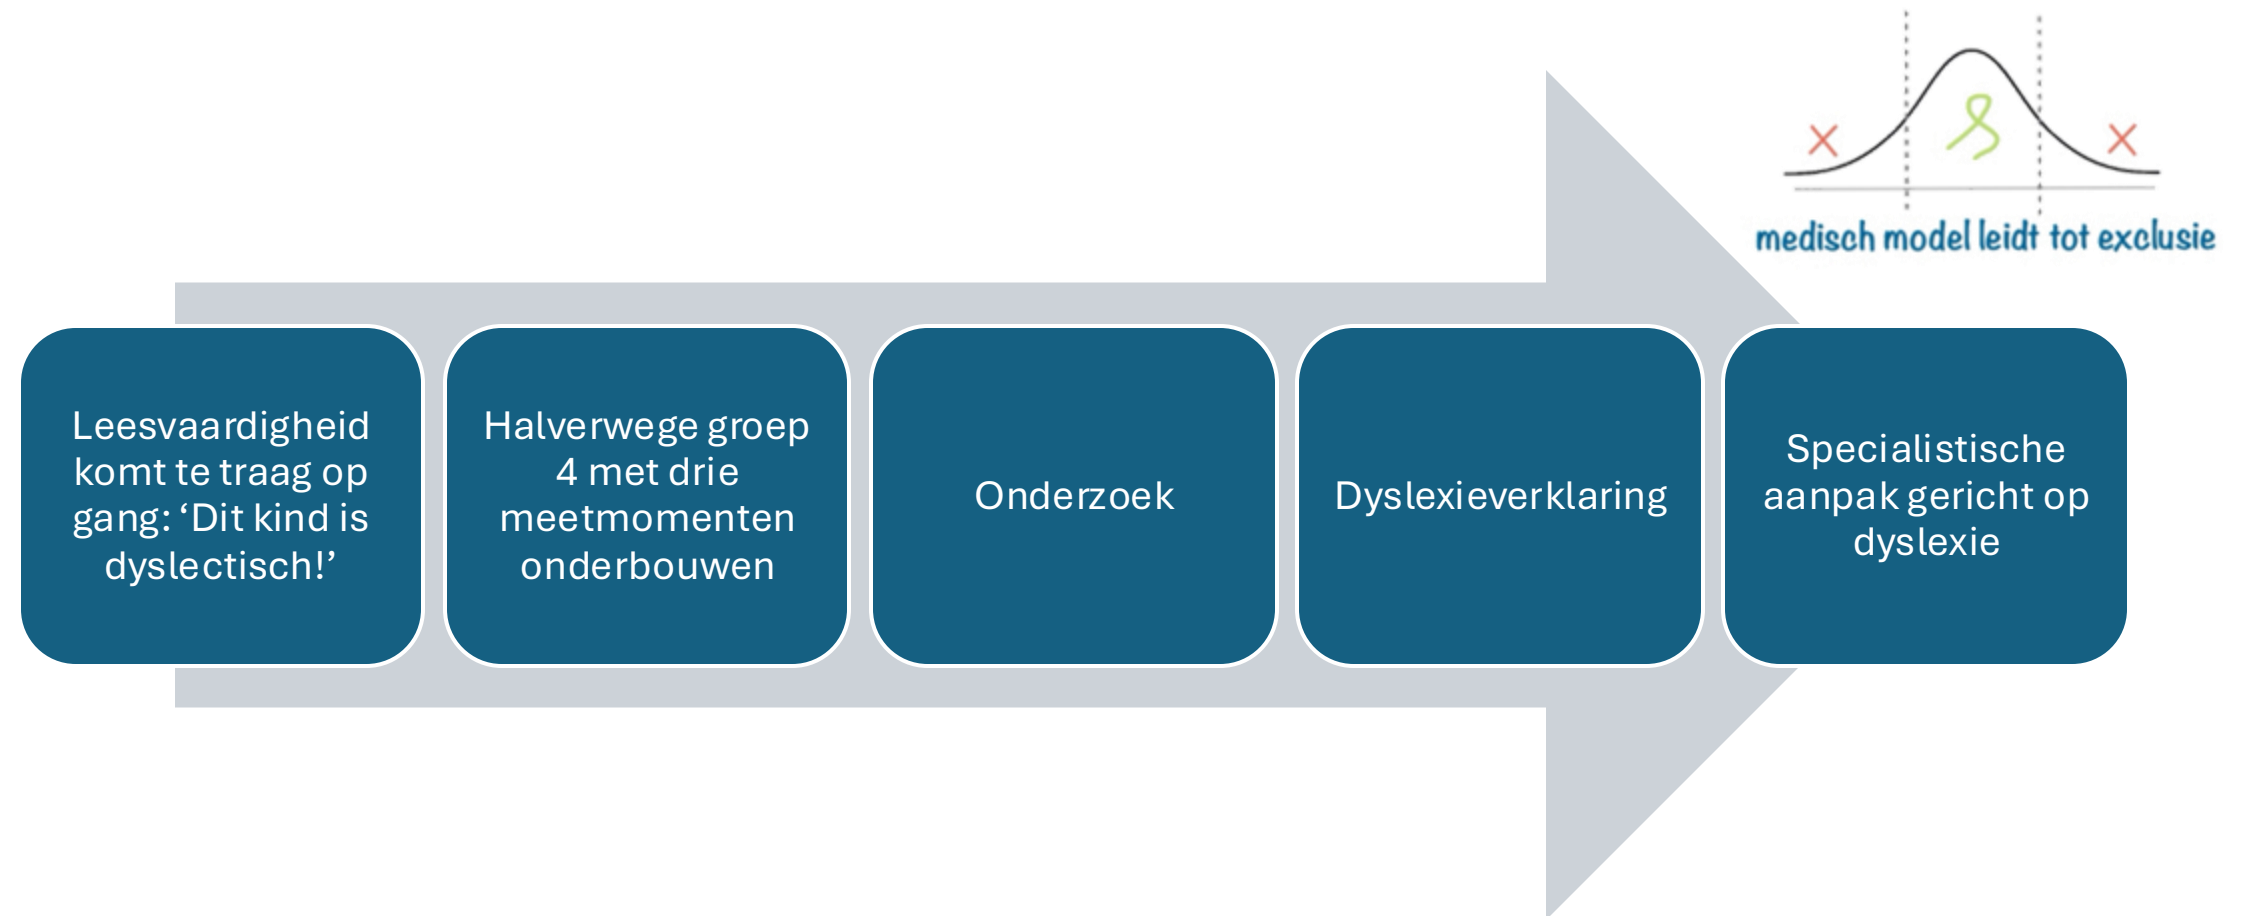 medisch model leidt tot exclusie
Leesvaardigheid
komt te traag op
gang: ‘Dit kind is
dyslectisch!’
Halverwege groep
4 met drie
meetmomenten
onderbouwen
Onderzoek
Dyslexieverklaring
Specialistische
aanpak gericht op
dyslexie